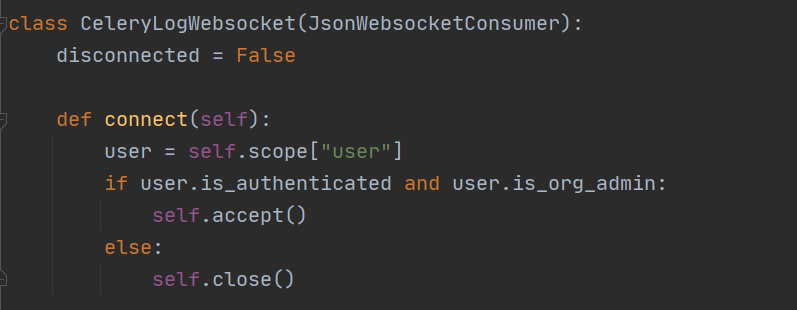 class CeleryLogWebsocket(JsonWebsocketConsumer):
    disconnected = False

    def connect(self):
        user = self.scope["user"]
        if user.is_authenticated and user.is_org_admin:
            self.accept()
        else:
            self.close()